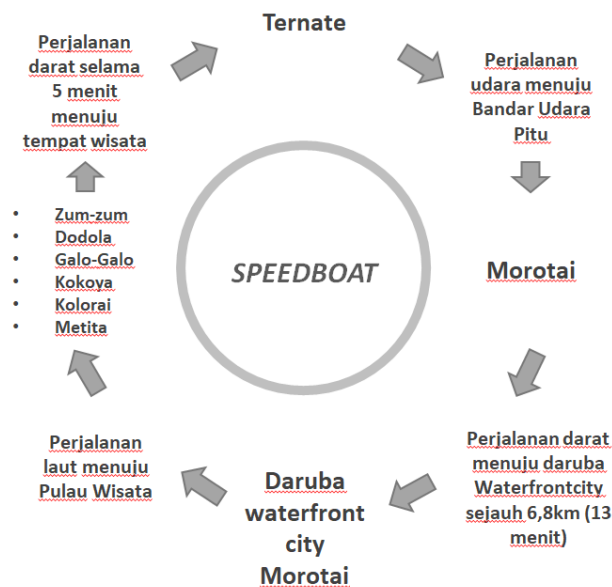 Ternate
Perjalanan
udara menuju
Bandar Udara
Pitu
Morotai
Perjalanan darat
menuju daruba
Waterfrontcity
sejauh 6,8km (13
menit)
Daruba
waterfront
city
Morotai
Perjalanan
laut menuju
Pulau Wisata
• Zum-zum
• Dodola
• Galo-Galo
• Kokoya
• Kolorai
• Metita
Perjalanan
darat selama
5 menit
menuju
tempat wisata
SPEEDBOAT